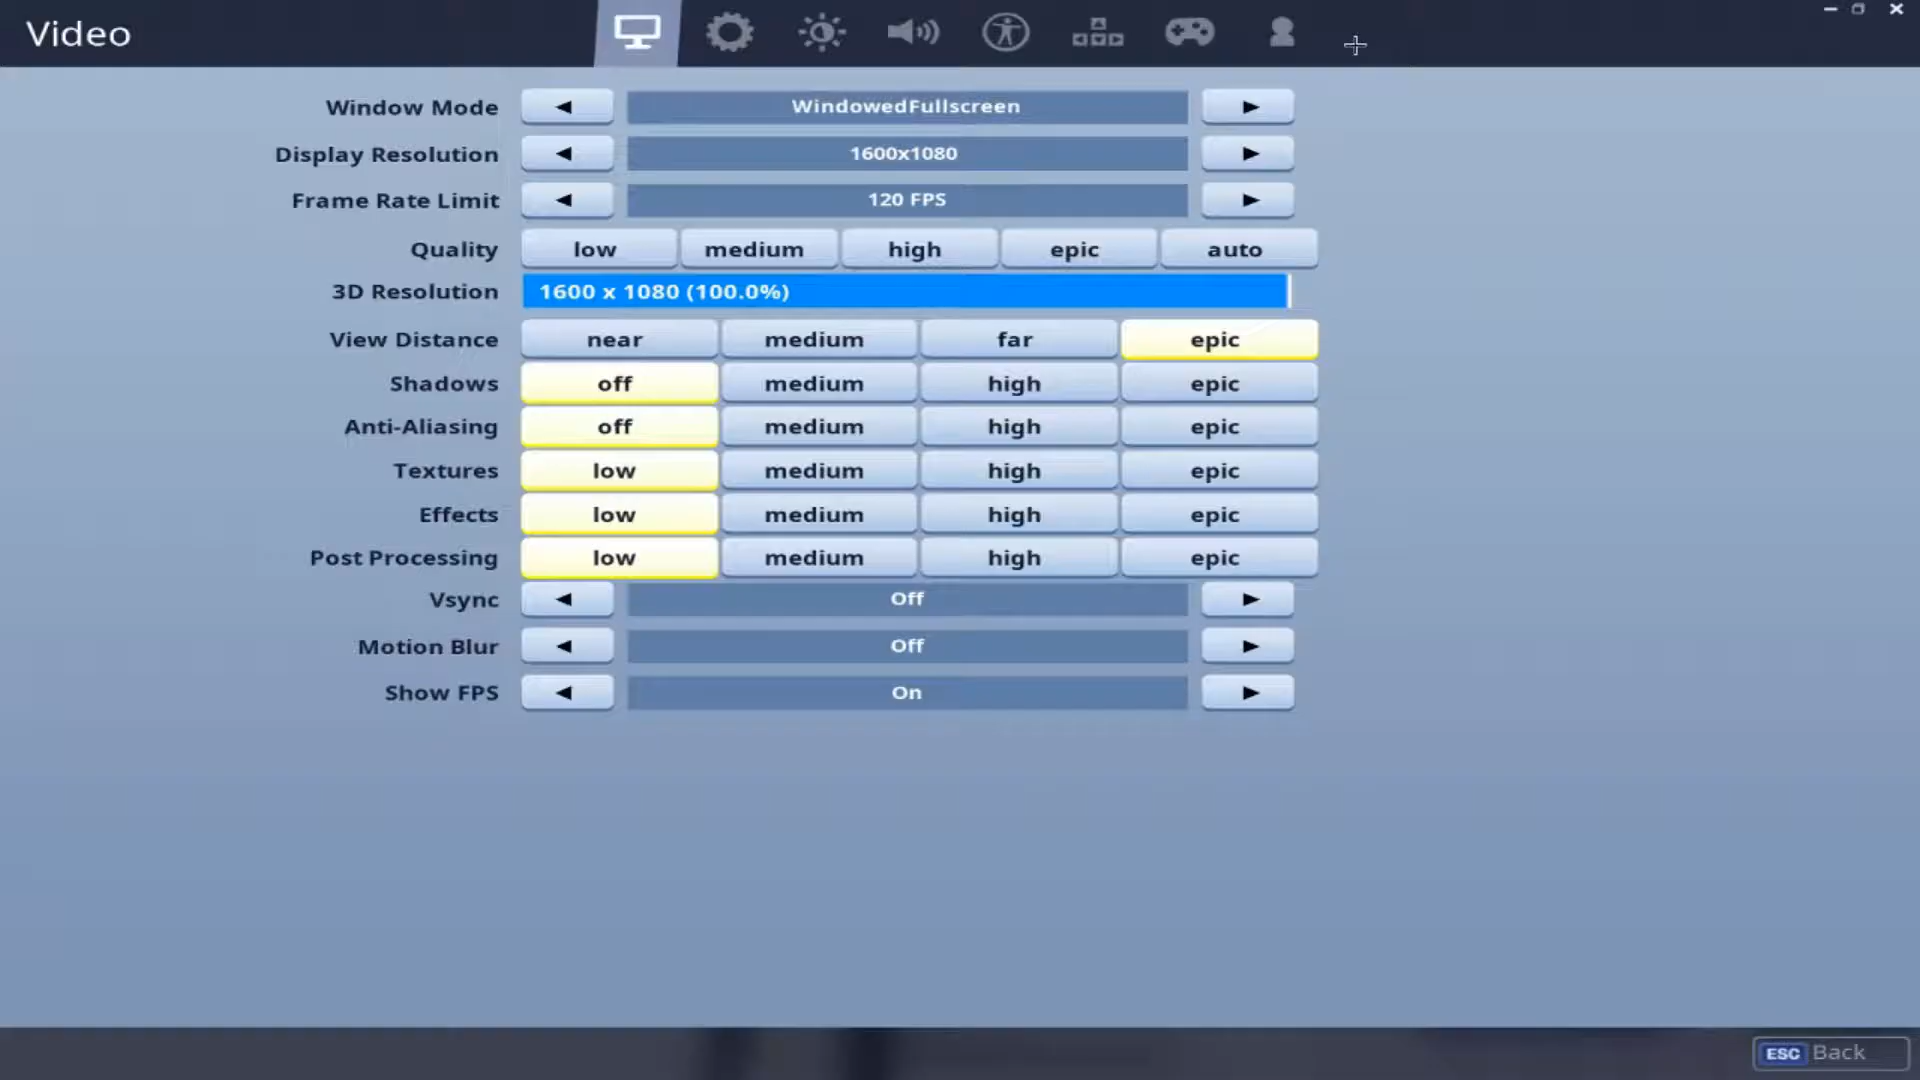 Video
Window Mode WindowedFullscreen
Display Resolution 1600x1080
Frame Rate Limit 120 FPS
Quality low medium high epic auto
3D Resolution 1600 x 1080 (100.0%)
View Distance near medium far epic
Shadows off medium high epic
Anti-Aliasing off medium high epic
Textures low medium high epic
Effects low medium high epic
Post Processing low medium high epic
Vsync Off
Motion Blur Off
Show FPS On
ESC Back